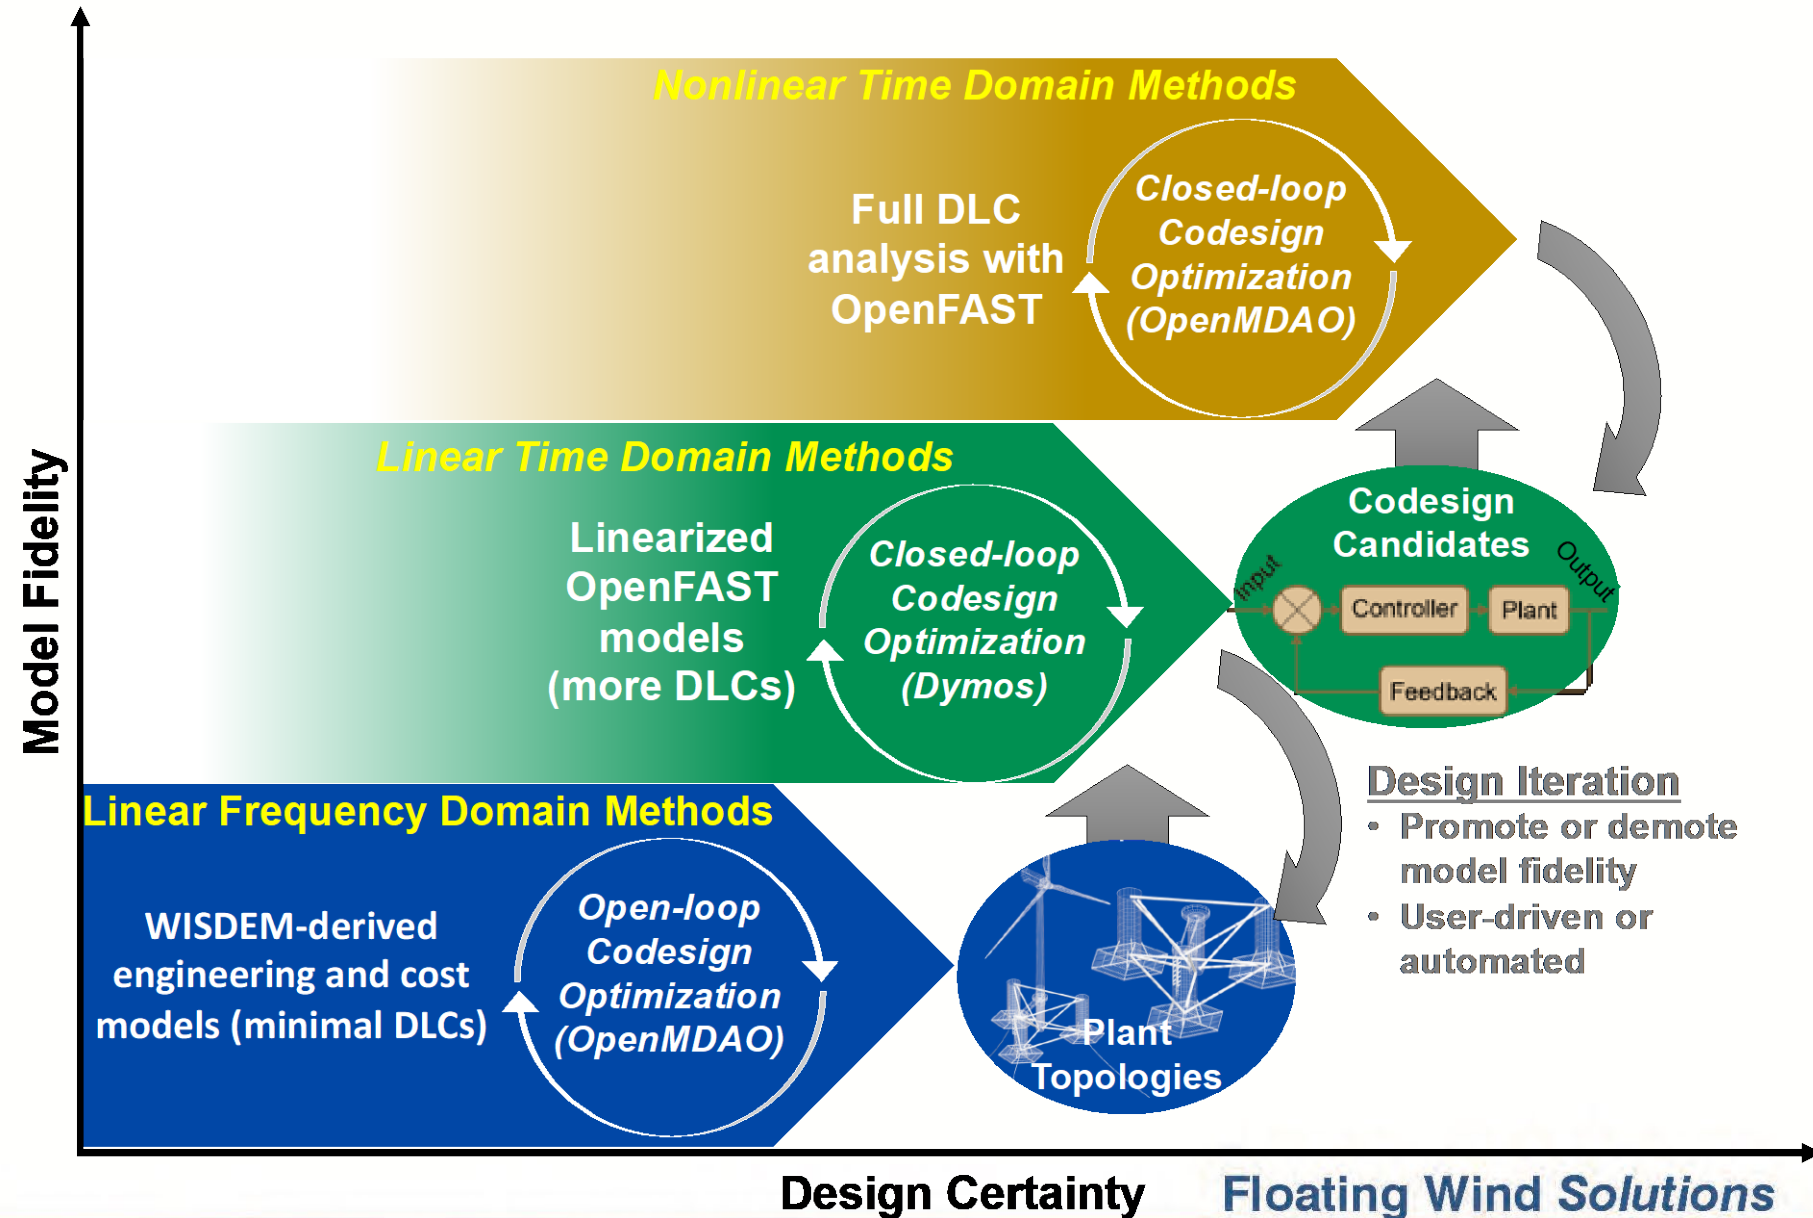 Nonlinear Time Domain Methods
Full DLC
analysis with
OpenFAST
Closed-loop
Codesign
Optimization
(OpenMDAO)
Linear Time Domain Methods
Linearized
OpenFAST
models
(more DLCs)
Closed-loop
Codesign
Optimization
(Dymos)
Codesign
Candidates
Input
Output
Controller
Plant
Feedback
Model Fidelity
Linear Frequency Domain Methods
WISDEM-derived
engineering and cost
models (minimal DLCs)
Open-loop
Codesign
Optimization
(OpenMDAO)
Plant
Topologies
Design Iteration
• Promote or demote
model fidelity
• User-driven or
automated
Design Certainty
Floating Wind Solutions